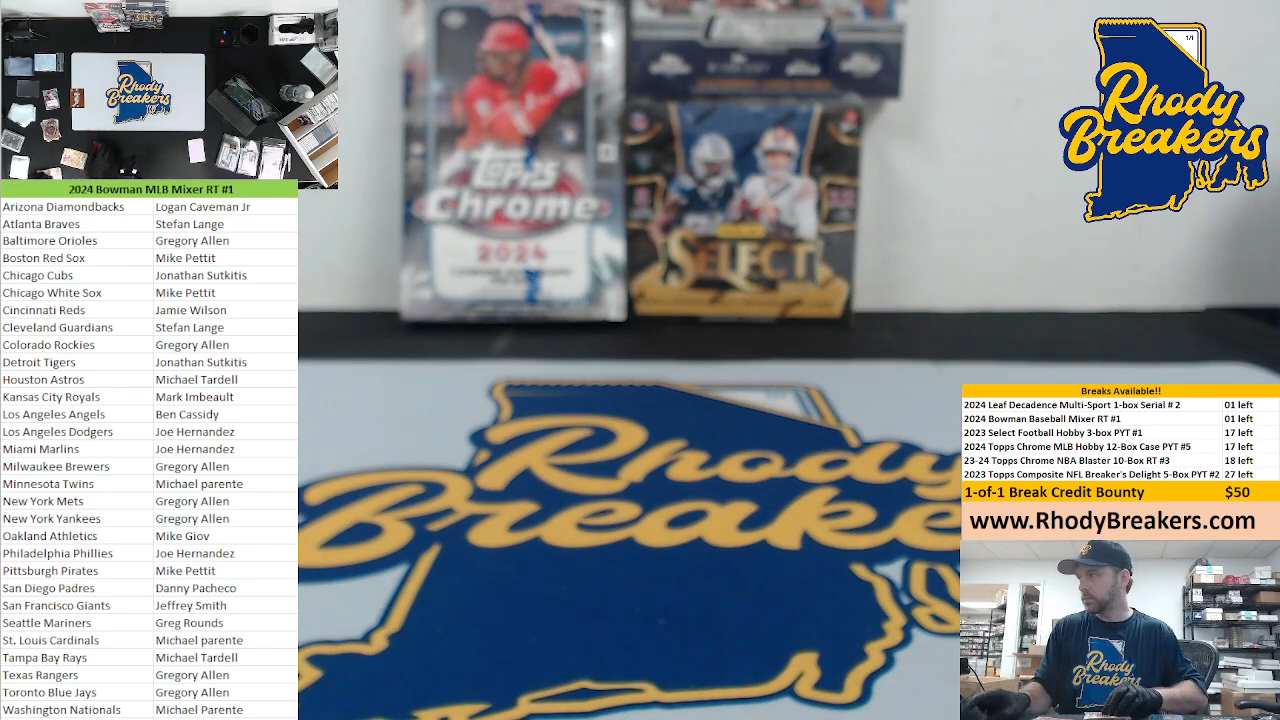 Rhody
Breakers
2024 Bowman MLB Mixer RT #1
Arizona Diamondbacks Logan Caveman Jr
Atlanta Braves Stefan Lange
Baltimore Orioles Gregory Allen
Boston Red Sox Mike Pettit
Chicago Cubs Jonathan Sutkitis
Chicago White Sox Mike Pettit
Cincinnati Reds Jamie Wilson
Cleveland Guardians Stefan Lange
Colorado Rockies Gregory Allen
Detroit Tigers Jonathan Sutkitis
Houston Astros Michael Tardell
Kansas City Royals Mark Imbeault
Los Angeles Angels Ben Cassidy
Los Angeles Dodgers Joe Hernandez
Miami Marlins Joe Hernandez
Milwaukee Brewers Gregory Allen
Minnesota Twins Michael parente
New York Mets Gregory Allen
New York Yankees Gregory Allen
Oakland Athletics Mike Giov
Philadelphia Phillies Joe Hernandez
Pittsburgh Pirates Mike Pettit
San Diego Padres Danny Pacheco
San Francisco Giants Jeffrey Smith
Seattle Mariners Greg Rounds
St. Louis Cardinals Michael parente
Tampa Bay Rays Michael Tardell
Texas Rangers Gregory Allen
Toronto Blue Jays Gregory Allen
Washington Nationals Michael Parente
Topps
Chrome
2024
SELECT
Rhody
Breake
1/1
Rhody
Breakers
Breaks Available!!
2024 Leaf Decadence Multi-Sport 1-box Serial # 2 01 left
2024 Bowman Baseball Mixer RT #1 01 left
2023 Select Football Hobby 3-box PYT #1 17 left
2024 Topps Chrome MLB Hobby 12-Box Case PYT #5 17 left
23-24 Topps Chrome NBA Blaster 10-Box RT #3 18 left
2023 Topps Composite NFL Breaker's Delight 5-Box PYT #2 27 left
1-of-1 Break Credit Bounty $50
www.RhodyBreakers.com
Rhody
Breakers